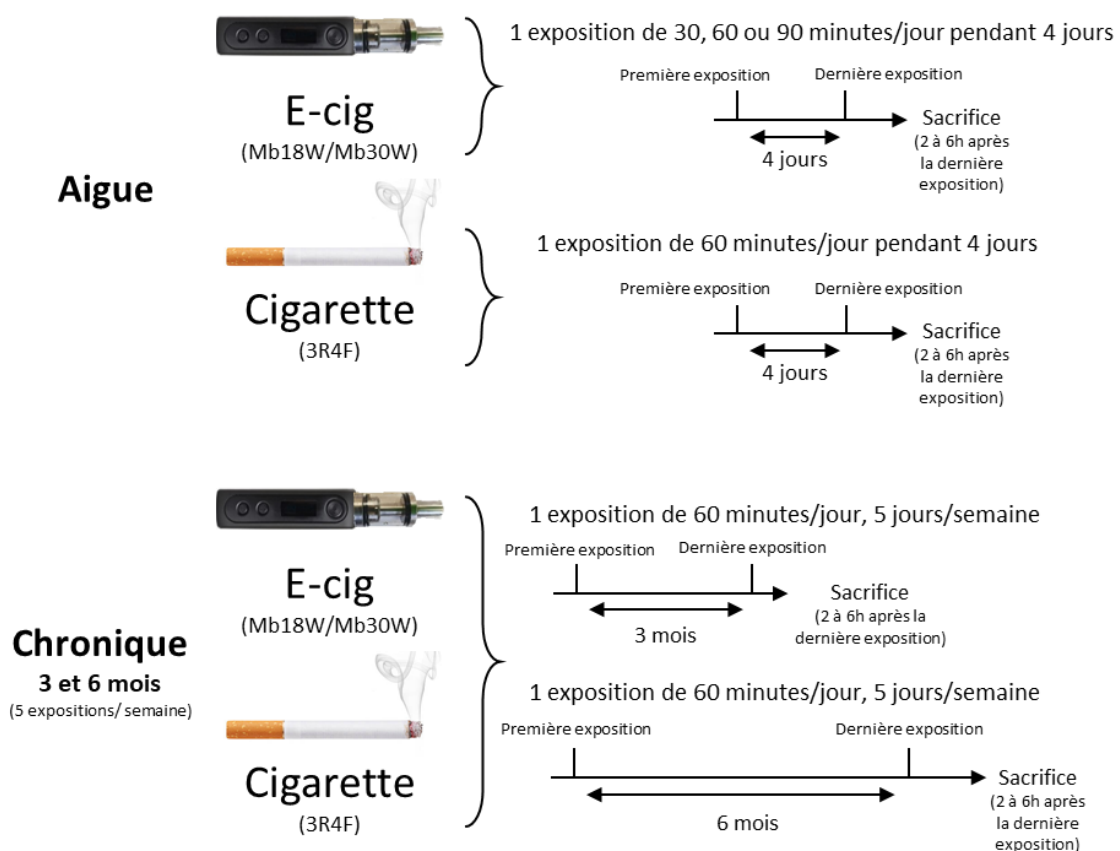 1 exposition de 30, 60 ou 90 minutes/jour pendant 4 jours
Première exposition
Dernière exposition
E-cig
(Mb18W/Mb30W)
Sacrifice
(2 à 6h après
la dernière
exposition)
4 jours
Aigue
1 exposition de 60 minutes/jour pendant 4 jours
Première exposition
Dernière exposition
Cigarette
(3R4F)
Sacrifice
(2 à 6h après
la dernière
exposition)
4 jours
1 exposition de 60 minutes/jour, 5 jours/semaine
Première exposition
Dernière exposition
E-cig
(Mb18W/Mb30W)
Sacrifice
(2 à 6h après la
dernière exposition)
3 mois
Chronique
3 et 6 mois
(5 expositions/ semaine)
1 exposition de 60 minutes/jour, 5 jours/semaine
Première exposition
Dernière exposition
Cigarette
(3R4F)
Sacrifice
(2 à 6h après
la dernière
exposition)
6 mois